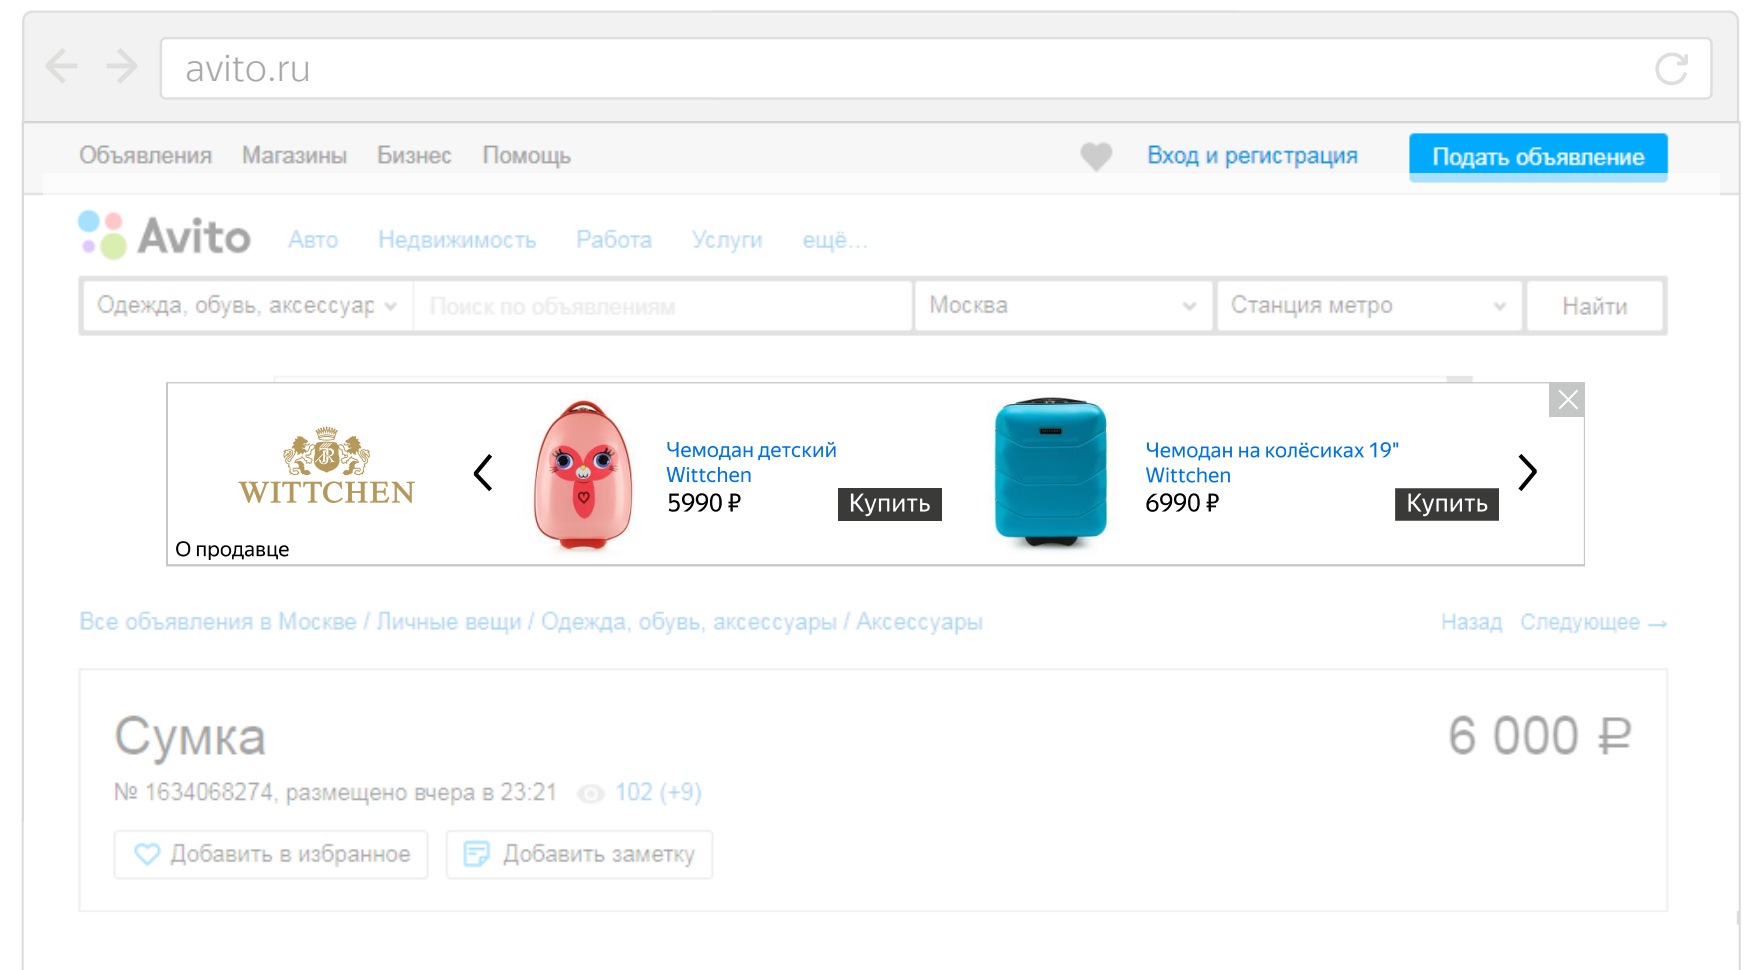 avito.ru
Объявления Магазины Бизнес Помощь Вход и регистрация Подать объявление
Avito Авто Недвижимость Работа Услуги ещё...
Одежда, обувь, аксессуар Поиск по объявлениям Москва Станция метро Найти
WITTCHEN
О продавце
Чемодан детский
Wittchen
5990 ₽
Купить
Чемодан на колёсиках 19"
Wittchen
6990 ₽
Купить
Все объявления в Москве / Личные вещи / Одежда, обувь, аксессуары / Аксессуары Назад Следующее →
Сумка 6 000 ₽
№ 1634068274, размещено вчера в 23:21 102 (+9)
Добавить в избранное Добавить заметку